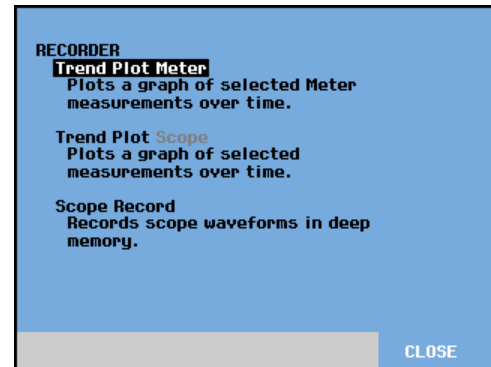 RECORDER
Trend Plot Meter
Plots a graph of selected Meter
measurements over time.
Trend Plot Scope
Plots a graph of selected
measurements over time.
Scope Record
Records scope waveforms in deep
memory.
CLOSE